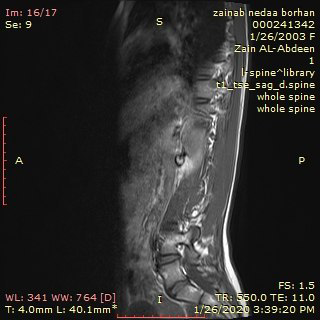 Im: 16/17
Se: 9
zainab nedaa borhan
000241342
1/26/2003 F
Zain AL-Abdeen
1
l-spine^library
t1_tse_sag_d.spine
whole spine
whole spine
S
A
P
I
WL: 341 WW: 764 [D]
T: 4.0mm L: 40.1mm*
FS: 1.5
TR: 550.0 TE: 11.0
1/26/2020 3:39:20 PM